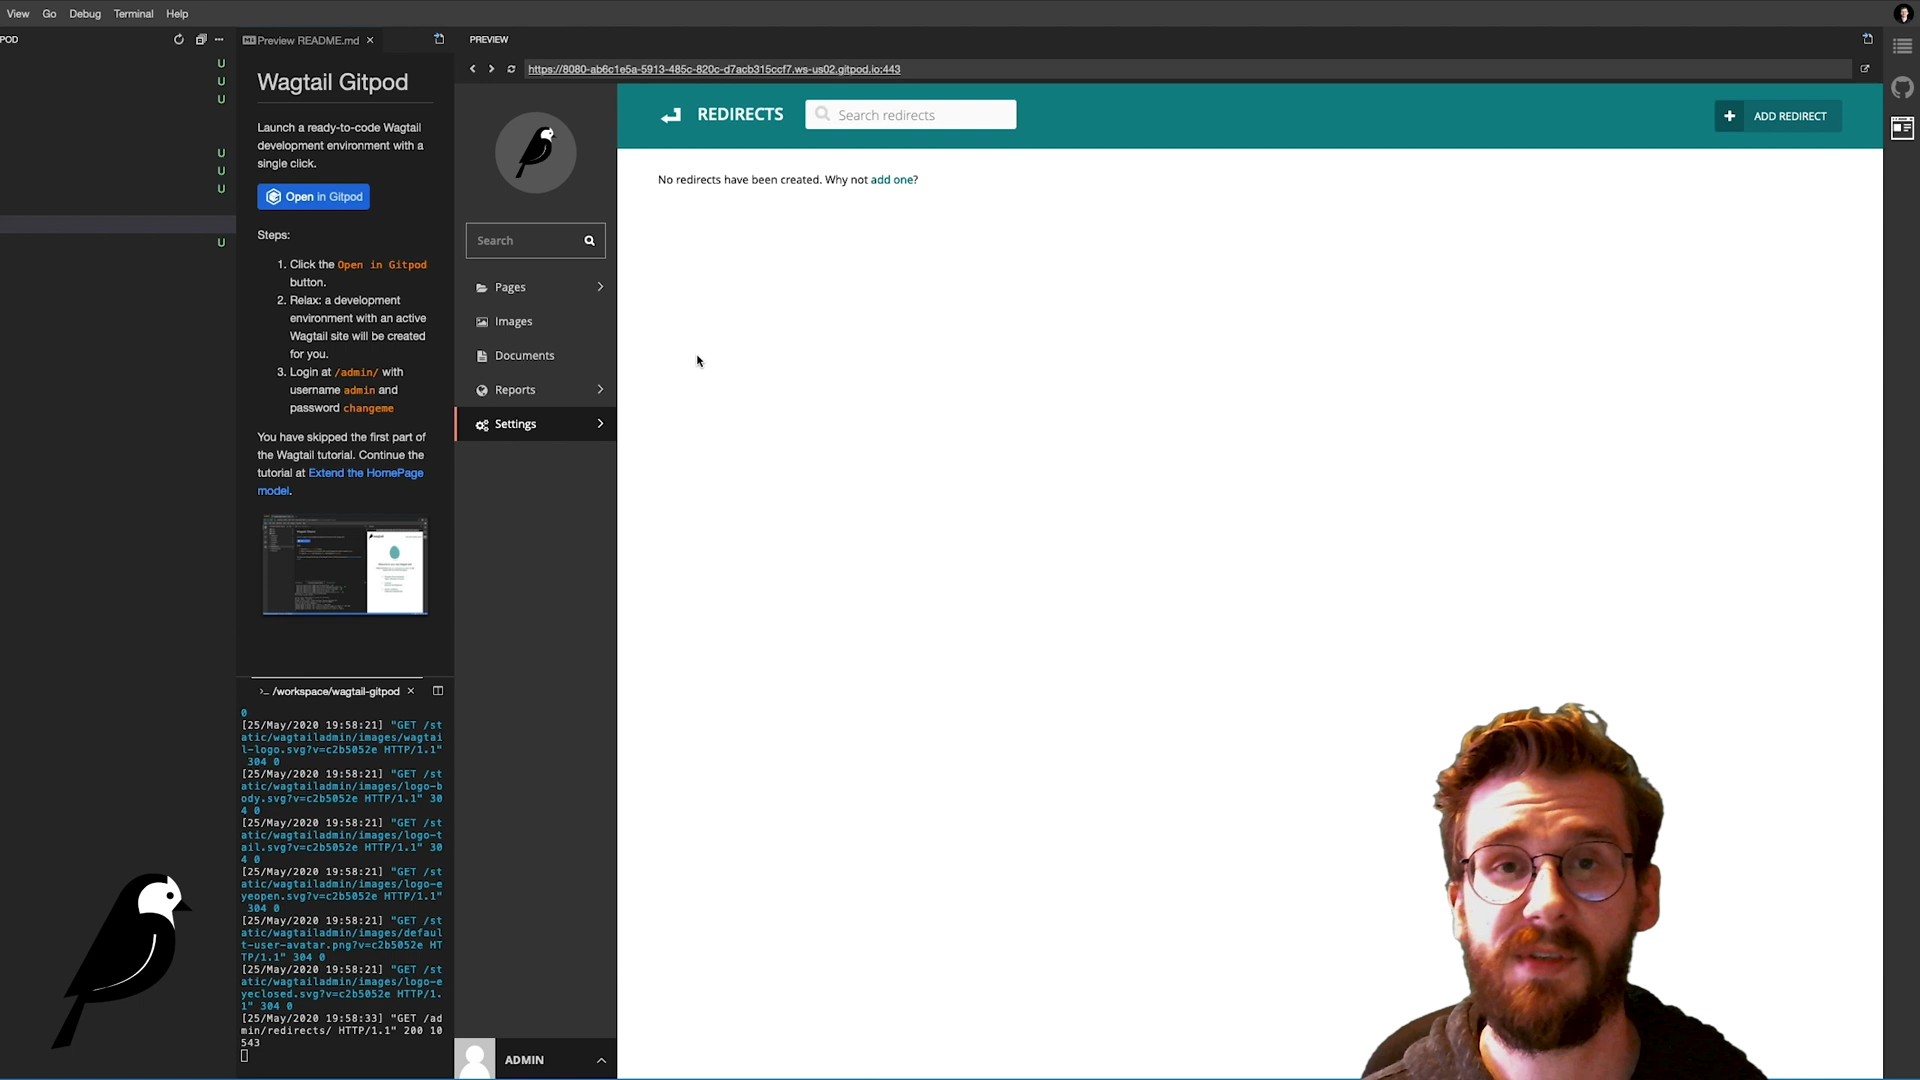 View Go Debug Terminal Help
POD
Preview README.md
PREVIEW
https://8080-ab6c1e5a-5913-485c-820c-d7acb315ccf7.ws-us02.gitpod.io:443
U
U
U
U
U
U
U
Wagtail Gitpod
Launch a ready-to-code Wagtail
development environment with a
single click.
Open in Gitpod
Steps:
1. Click the Open in Gitpod
button.
2. Relax: a development
environment with an active
Wagtail site will be created
for you.
3. Login at /admin/ with
username admin and
password changeme
You have skipped the first part of
the Wagtail tutorial. Continue the
tutorial at Extend the HomePage
model.
>_ /workspace/wagtail-gitpod
0
[25/May/2020 19:58:21] "GET /st
atic/wagtailadmin/images/wagtai
l-logo.svg?v=c2b5052e HTTP/1.1"
304 0
[25/May/2020 19:58:21] "GET /st
atic/wagtailadmin/images/logo-b
ody.svg?v=c2b5052e HTTP/1.1" 30
4 0
[25/May/2020 19:58:21] "GET /st
atic/wagtailadmin/images/logo-t
ail.svg?v=c2b5052e HTTP/1.1" 30
4 0
[25/May/2020 19:58:21] "GET /st
atic/wagtailadmin/images/logo-e
yeopen.svg?v=c2b5052e HTTP/1.1"
304 0
[25/May/2020 19:58:21] "GET /st
atic/wagtailadmin/images/defaul
t-user-avatar.png?v=c2b5052e HT
TP/1.1" 304 0
[25/May/2020 19:58:21] "GET /st
atic/wagtailadmin/images/logo-e
yeclosed.svg?v=c2b5052e HTTP/1.
1" 304 0
[25/May/2020 19:58:33] "GET /ad
min/redirects/ HTTP/1.1" 200 10
543
Search
Pages
Images
Documents
Reports
Settings
ADMIN
REDIRECTS
Search redirects
ADD REDIRECT
No redirects have been created. Why not add one?